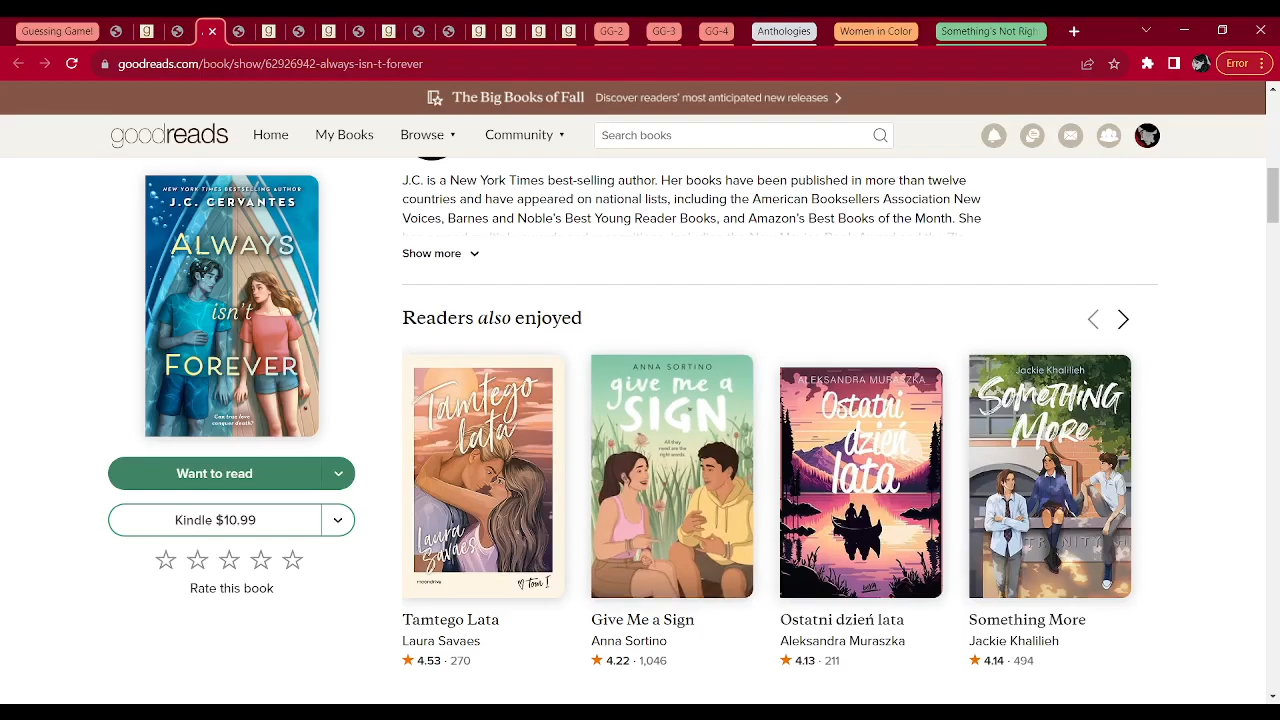 Guessing Game!
GG-2
GG-3
GG-4
Anthologies
Women in Color
Something's Not Righ
goodreads.com/book/show/62926942-always-isn-t-forever
Error
The Big Books of Fall Discover readers' most anticipated new releases
goodreads
Home
My Books
Browse
Community
Search books
NEW YORK TIMES BESTSELLING AUTHOR
J.C. CERVANTES
ALWAYS
isn't
FOREVER
Can true love
conquer death?
Want to read
Kindle $10.99
Rate this book
J.C. is a New York Times best-selling author. Her books have been published in more than twelve
countries and have appeared on national lists, including the American Booksellers Association New
Voices, Barnes and Noble's Best Young Reader Books, and Amazon's Best Books of the Month. She
Show more
Readers also enjoyed
Tamtego
lata
Laura
Savaes
moondrive
tom I
Tamtego Lata
Laura Savaes
4.53 · 270
ANNA SORTINO
give me a
SIGN
All they
need are the
right words.
Give Me a Sign
Anna Sortino
4.22 · 1,046
ALEKSANDRA MURASZKA
Ostatni
dzień
lata
Ostatni dzień lata
Aleksandra Muraszka
4.13 · 211
Jackie Khalilieh
SOMETHING
MORE
TRINITY
Something More
Jackie Khalilieh
4.14 · 494